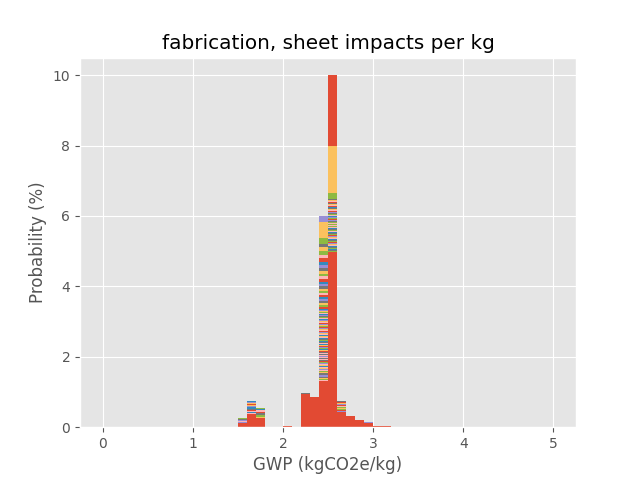 fabrication, sheet impacts per kg
10
8
6
4
2
0
Probability (%)
0 1 2 3 4 5
GWP (kgCO2e/kg)